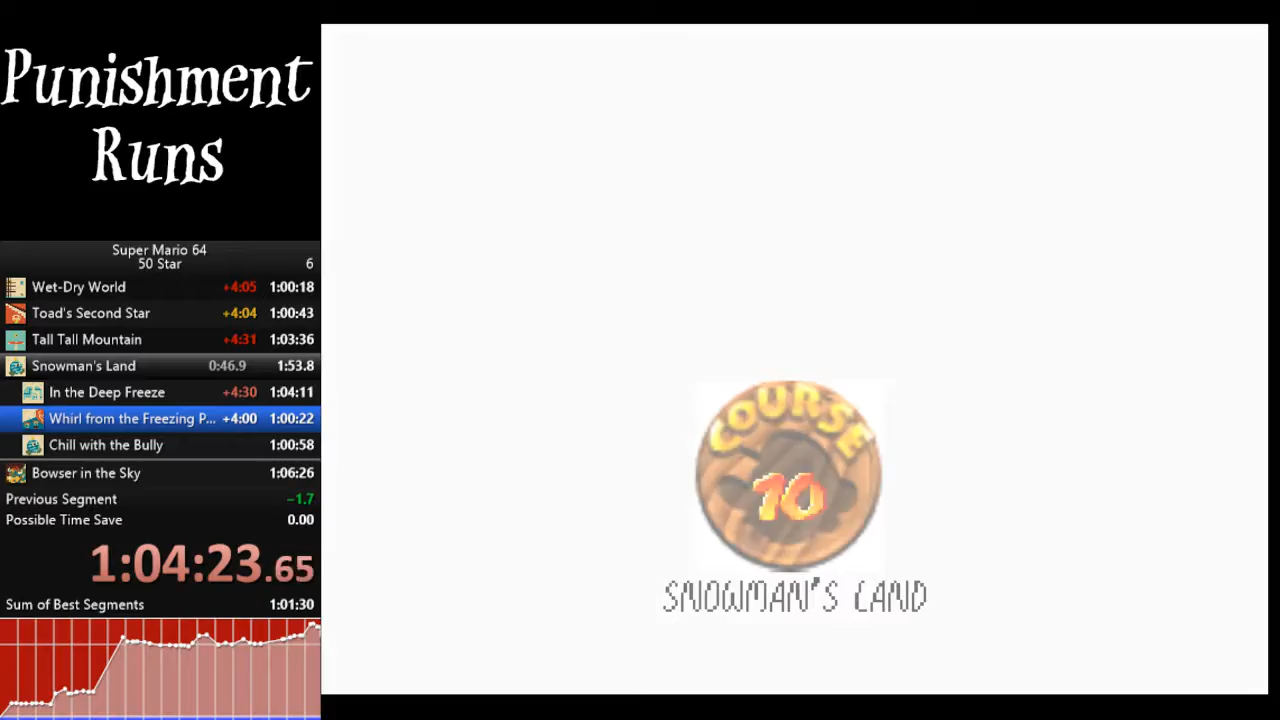 Punishment
Runs
Super Mario 64
50 Star 6
Wet-Dry World +4:05 1:00:18
Toad's Second Star +4:04 1:00:43
Tall Tall Mountain +4:31 1:03:36
Snowman's Land 0:46.9 1:53.8
In the Deep Freeze +4:30 1:04:11
Whirl from the Freezing P... +4:00 1:00:22
Chill with the Bully 1:00:58
Bowser in the Sky 1:06:26
Previous Segment −1.7
Possible Time Save 0.00
1:04:23.65
Sum of Best Segments 1:01:30
COURSE
10
SNOWMAN'S LAND